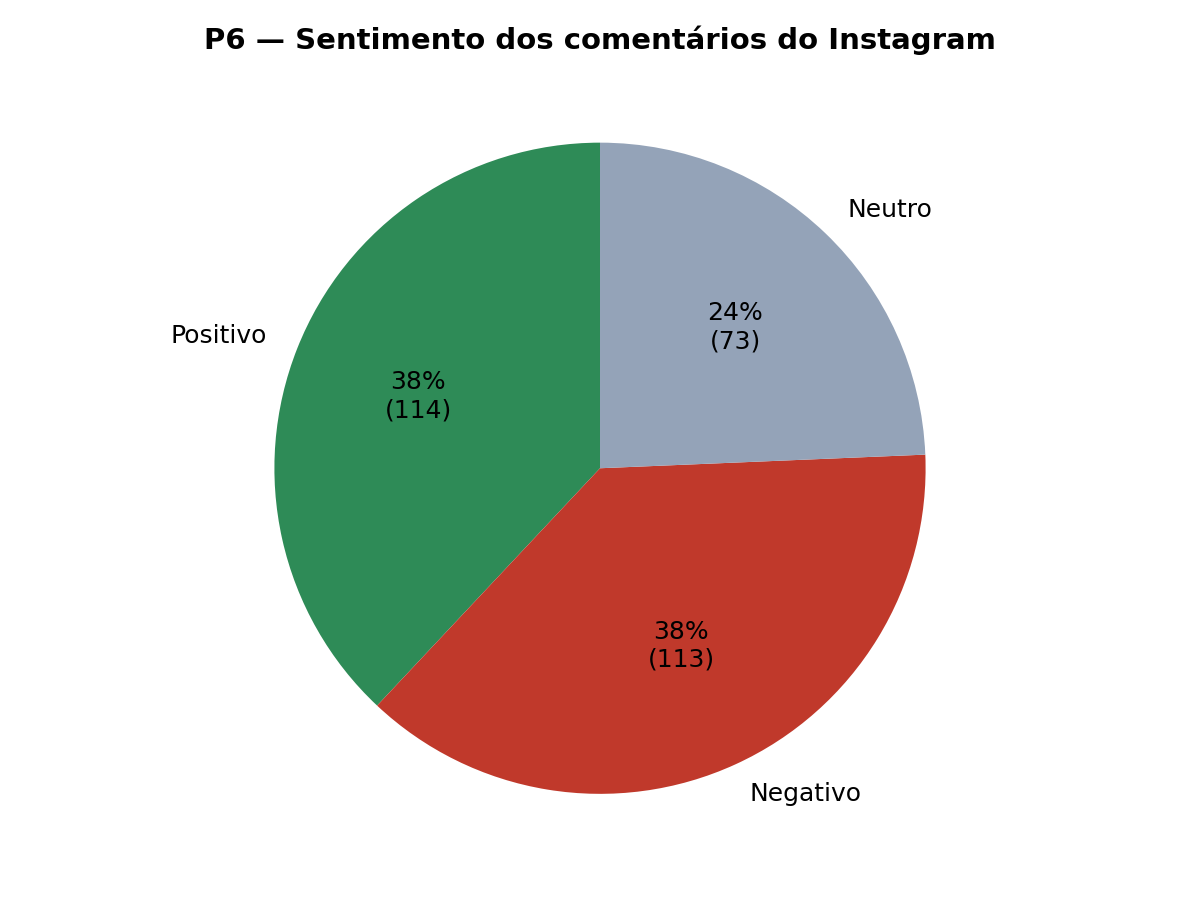 P6 — Sentimento dos comentários do Instagram
Neutro
24%
(73)
Positivo
38%
(114)
38%
(113)
Negativo